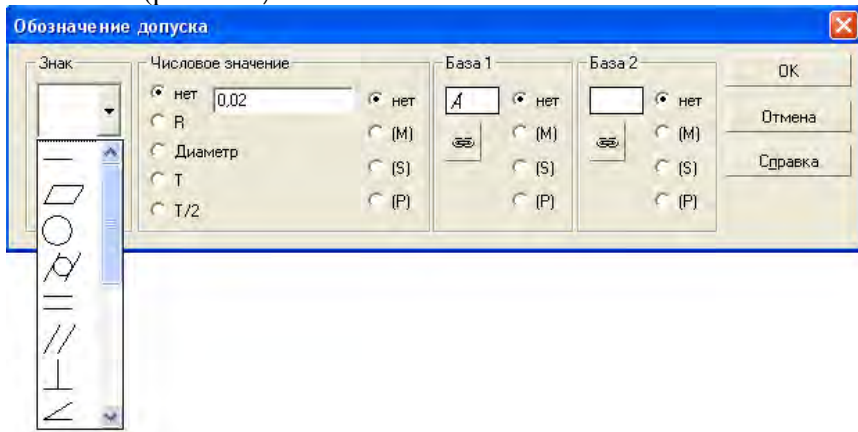 Обозначение допуска
Знак
Числовое значение
нет
0,02
R
Диаметр
T
T/2
нет
(M)
(S)
(P)
База 1
A
нет
(M)
(S)
(P)
База 2
нет
(M)
(S)
(P)
OK
Отмена
Справка